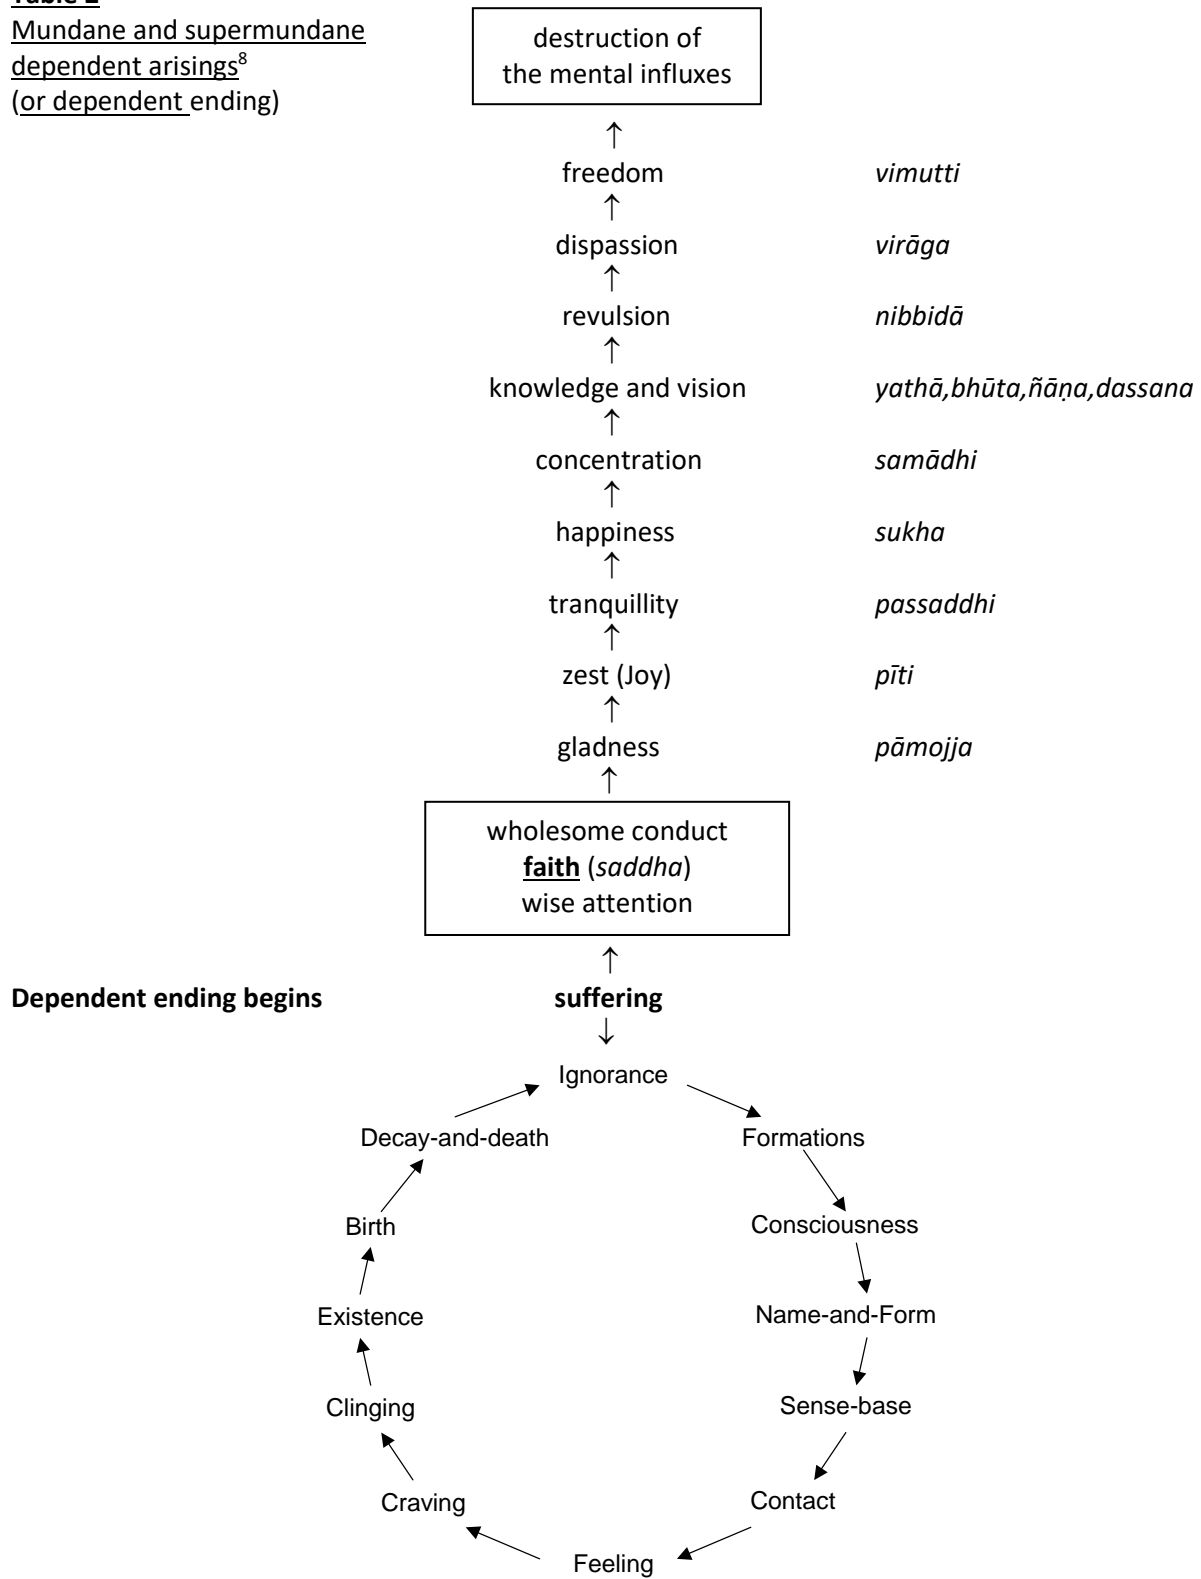 Table 2
Mundane and supermundane
dependent arisings8
(or dependent ending)
destruction of
the mental influxes
↑
freedom vimutti
↑
dispassion virāga
↑
revulsion nibbidā
↑
knowledge and vision yathā,bhūta,ñāṇa,dassana
↑
concentration samādhi
↑
happiness sukha
↑
tranquillity passaddhi
↑
zest (Joy) pīti
↑
gladness pāmojja
↑
wholesome conduct
faith (saddha)
wise attention
↑
Dependent ending begins suffering
↓
Ignorance
Formations
Consciousness
Name-and-Form
Sense-base
Contact
Feeling
Craving
Clinging
Existence
Birth
Decay-and-death